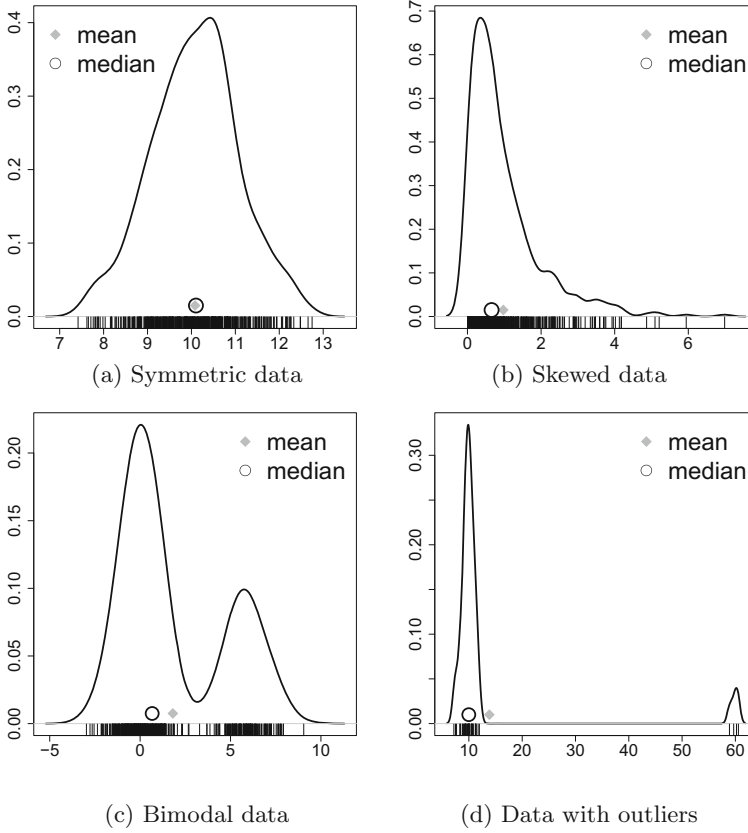 mean
median
0.4
0.3
0.2
0.1
0.0
7 8 9 10 11 12 13
(a) Symmetric data
mean
median
0.7
0.6
0.5
0.4
0.3
0.2
0.1
0.0
0 2 4 6
(b) Skewed data
mean
median
0.20
0.15
0.10
0.05
0.00
−5 0 5 10
(c) Bimodal data
mean
median
0.30
0.20
0.10
0.00
10 20 30 40 50 60
(d) Data with outliers